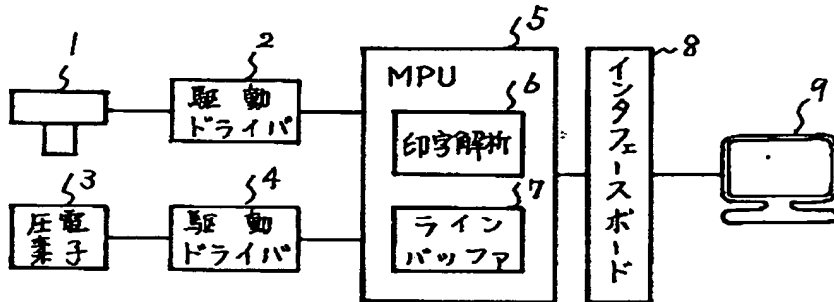 1
2
駆動
ドライバ
3
圧電
素子
4
駆動
ドライバ
5
MPU
6
印字解析
7
ライン
バッファ
8
インタフェースボード
9